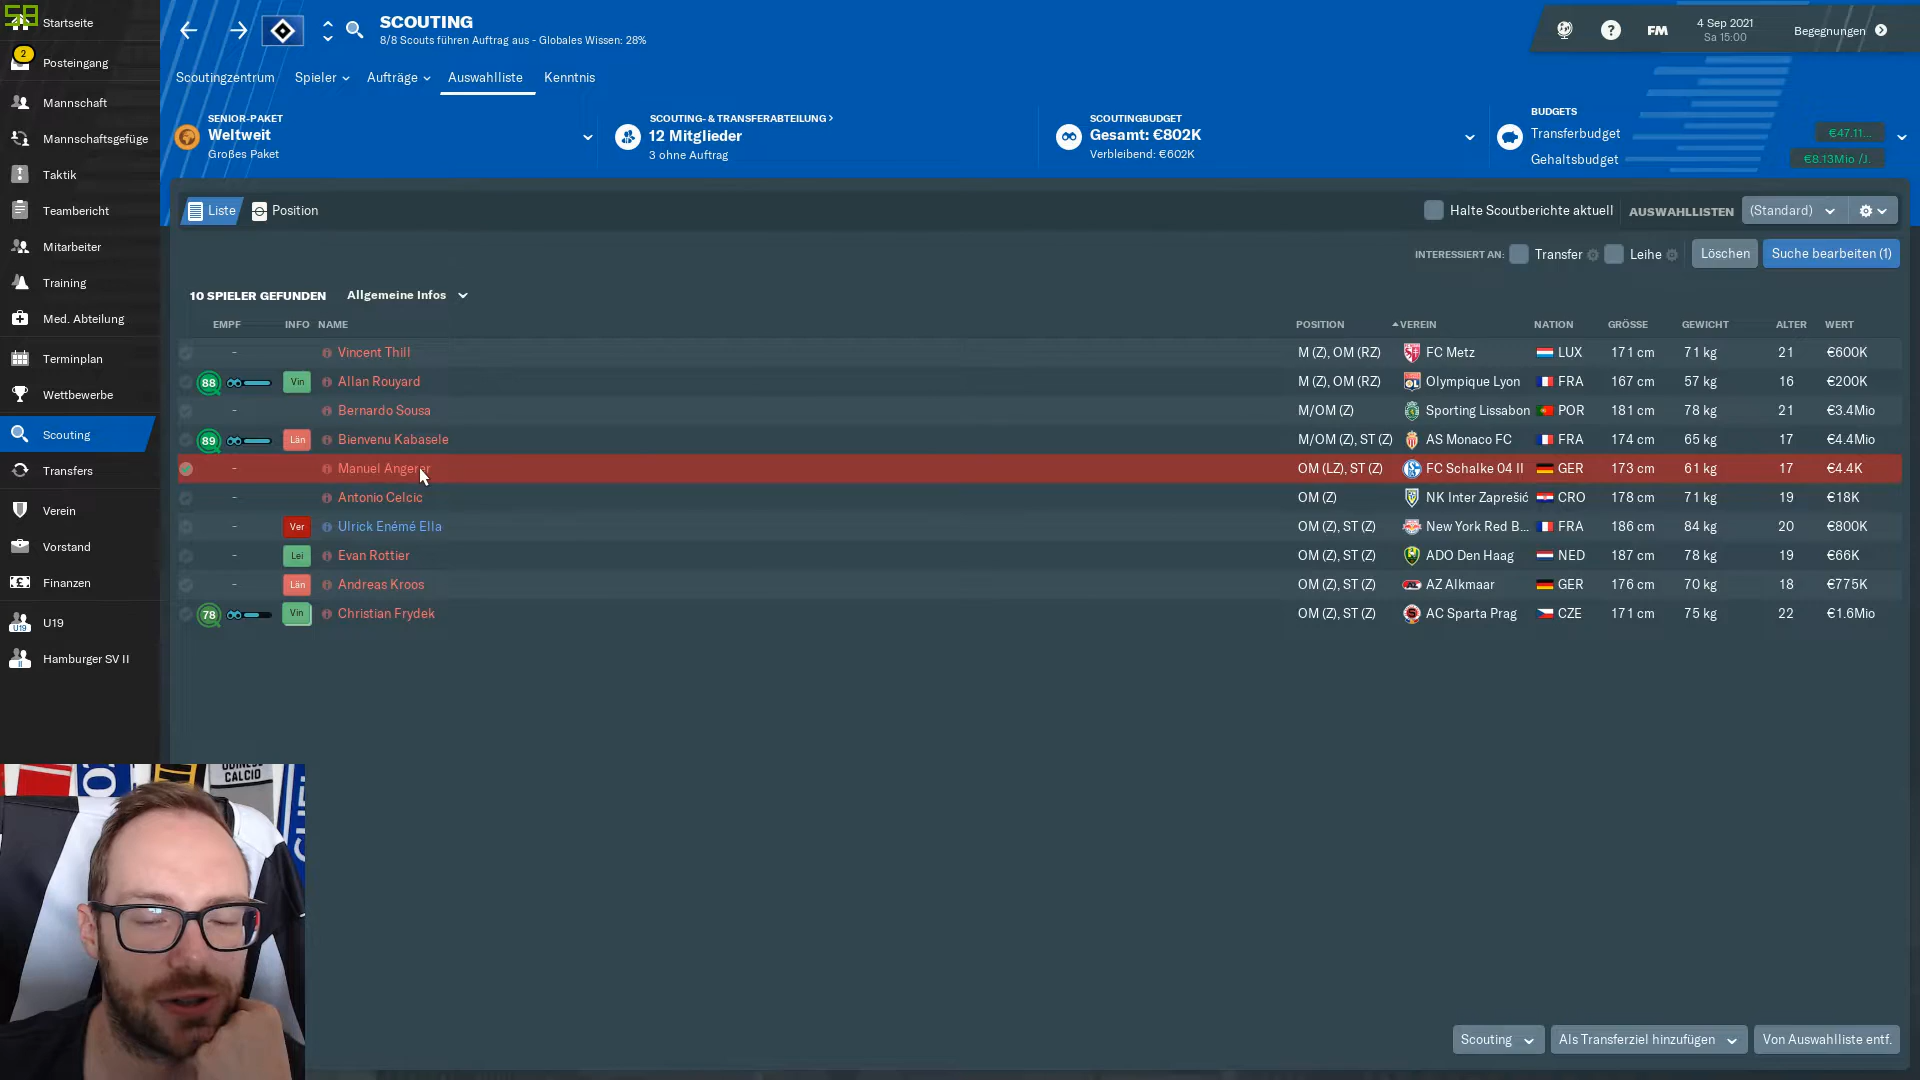 59
Startseite
2
Posteingang
Mannschaft
Mannschaftsgefüge
Taktik
Teambericht
Mitarbeiter
Training
Med. Abteilung
Terminplan
Wettbewerbe
Scouting
Transfers
Verein
Vorstand
Finanzen
U19
Hamburger SV II
SCOUTING
8/8 Scouts führen Auftrag aus - Globales Wissen: 28%
FM
4 Sep 2021
Sa 15:00
Begegnungen
Scoutingzentrum Spieler Aufträge Auswahlliste Kenntnis
SENIOR-PAKET
Weltweit
Großes Paket
SCOUTING- & TRANSFERABTEILUNG >
12 Mitglieder
3 ohne Auftrag
SCOUTINGBUDGET
Gesamt: €802K
Verbleibend: €602K
BUDGETS
Transferbudget €47.11...
Gehaltsbudget €8.13Mio /J.
Liste Position
Halte Scoutberichte aktuell AUSWAHLLISTEN (Standard)
INTERESSIERT AN: Transfer Leihe Löschen Suche bearbeiten (1)
10 SPIELER GEFUNDEN Allgemeine Infos
EMPF INFO NAME POSITION VEREIN NATION GRÖSSE GEWICHT ALTER WERT
- Vincent Thill M (Z), OM (RZ) FC Metz LUX 171 cm 71 kg 21 €600K
88 Vin Allan Rouyard M (Z), OM (RZ) Olympique Lyon FRA 167 cm 57 kg 16 €200K
- Bernardo Sousa M/OM (Z) Sporting Lissabon POR 181 cm 78 kg 21 €3.4Mio
89 Län Bienvenu Kabasele M/OM (Z), ST (Z) AS Monaco FC FRA 174 cm 65 kg 17 €4.4Mio
- Manuel Angerer OM (LZ), ST (Z) FC Schalke 04 II GER 173 cm 61 kg 17 €4.4K
- Antonio Celcic OM (Z) NK Inter Zaprešić CRO 178 cm 71 kg 19 €18K
- Ver Ulrick Enémé Ella OM (Z), ST (Z) New York Red B... FRA 186 cm 84 kg 20 €800K
- Lei Evan Rottier OM (Z), ST (Z) ADO Den Haag NED 187 cm 78 kg 19 €66K
- Län Andreas Kroos OM (Z), ST (Z) AZ Alkmaar GER 176 cm 70 kg 18 €775K
78 Vin Christian Frydek OM (Z), ST (Z) AC Sparta Prag CZE 171 cm 75 kg 22 €1.6Mio
Scouting Als Transferziel hinzufügen Von Auswahlliste entf.
UDINESE
CALCIO